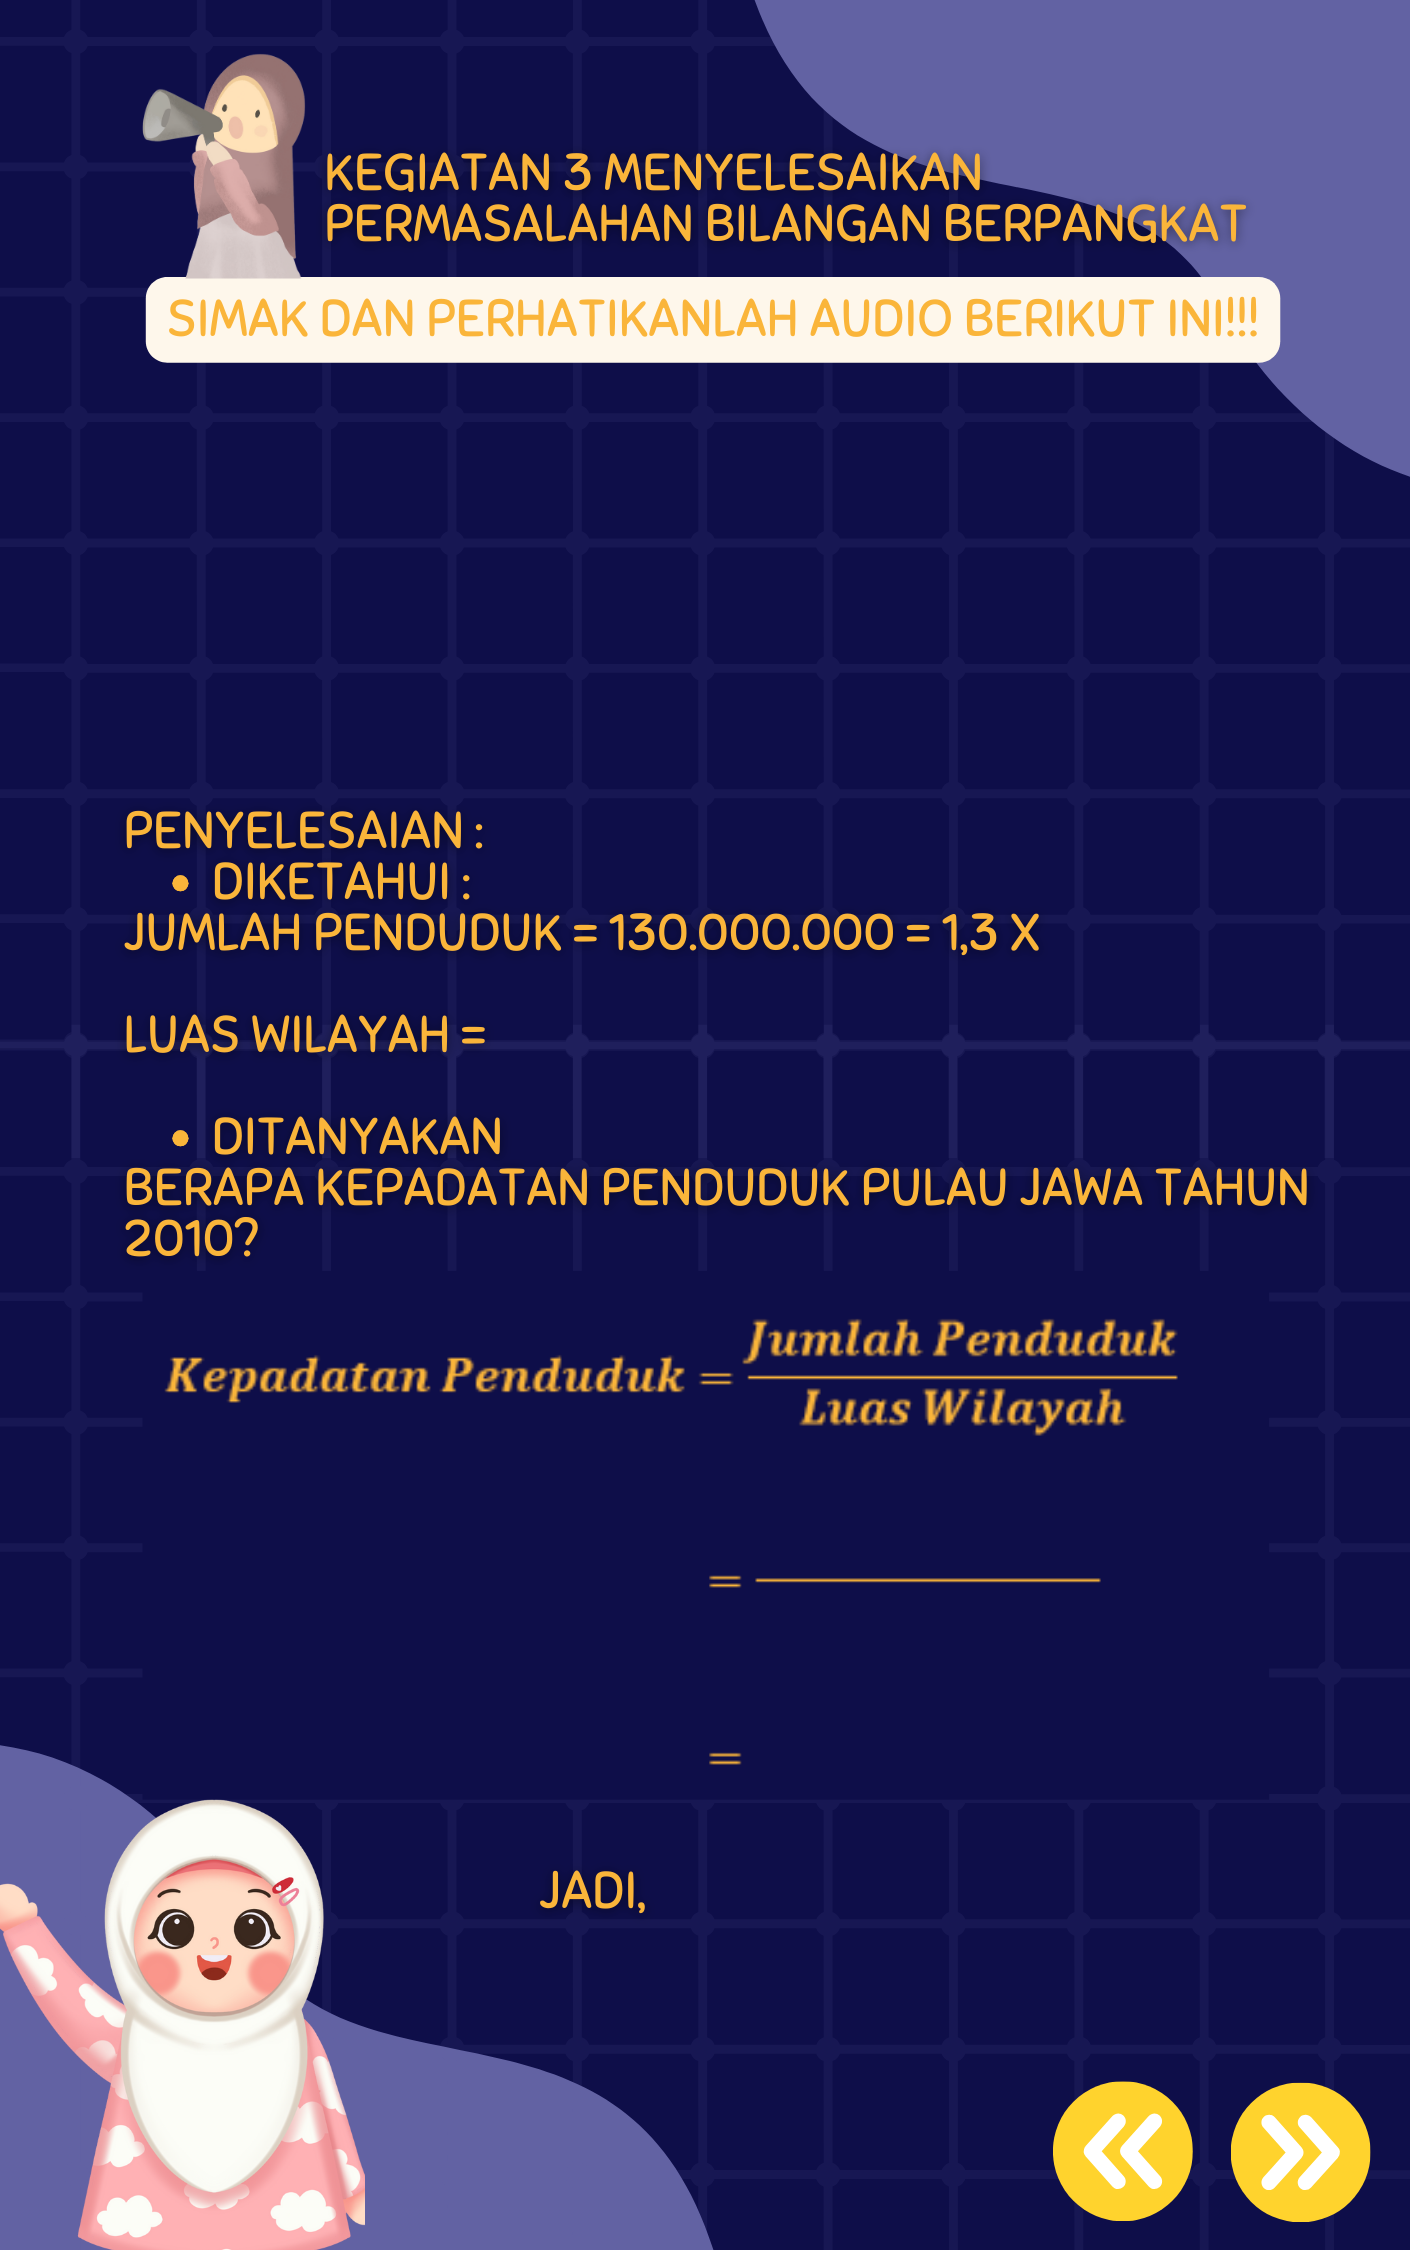 KEGIATAN 3 MENYELESAIKAN
PERMASALAHAN BILANGAN BERPANGKAT
SIMAK DAN PERHATIKANLAH AUDIO BERIKUT INI!!!
PENYELESAIAN :
• DIKETAHUI :
JUMLAH PENDUDUK = 130.000.000 = 1,3 X
LUAS WILAYAH =
• DITANYAKAN
BERAPA KEPADATAN PENDUDUK PULAU JAWA TAHUN
2010?
Jumlah Penduduk
Kepadatan Penduduk =
Luas Wilayah
=
=
JADI,